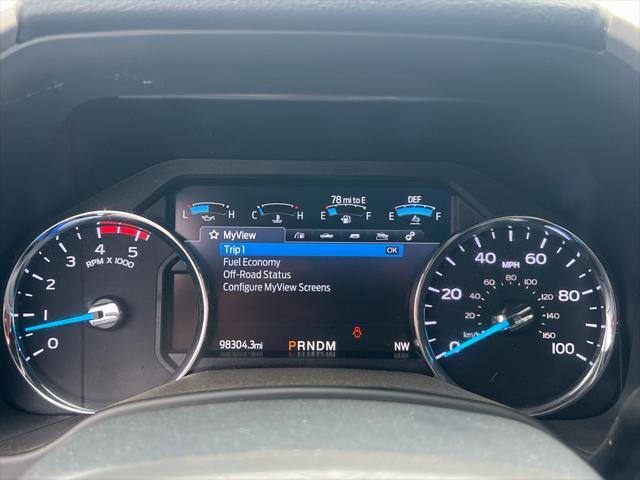 78 mi to E
DEF
L H C H E F E F
MyView
Trip 1 OK
Fuel Economy
Off-Road Status
Configure MyView Screens
98304.3mi PRNDM NW
0 1 2 3 4 5
RPM X 1000
0 20 40 60 80 100
MPH
20 40 60 80 100 120 140 160
km/h